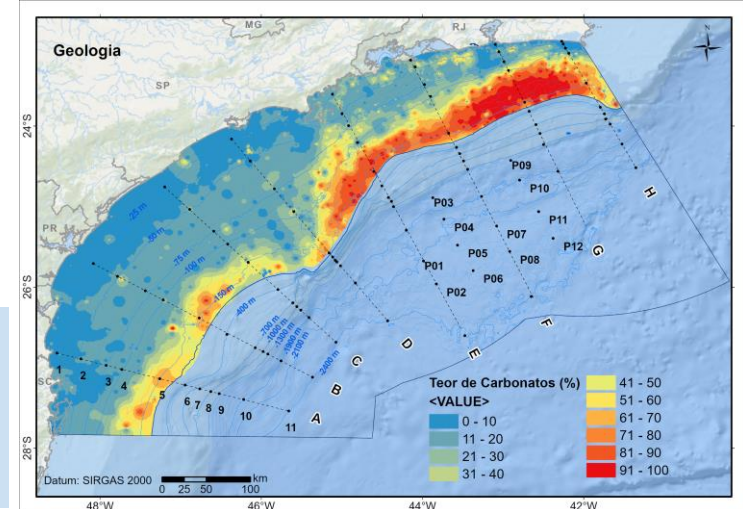 MG
RJ
Geologia
SP
24°S
H
P09
P10
P03
-25 m
P11
P04
-50 m
G
P12
P07
PR
-75 m
P05
-100 m
P08
P01
26°S
P06
-150 m
P02
F
-400 m
E
-700 m
D
-1000 m
-1300 m
-1900 m
-2100 m
C
-2400 m
SC
1
2
3
4
B
5
6
7
8
9
10
11
A
Teor de Carbonatos (%)
<VALUE>
0 - 10
11 - 20
21 - 30
31 - 40
41 - 50
51 - 60
61 - 70
71 - 80
81 - 90
91 - 100
28°S
Datum: SIRGAS 2000
km
0 25 50 100
48°W
46°W
44°W
42°W